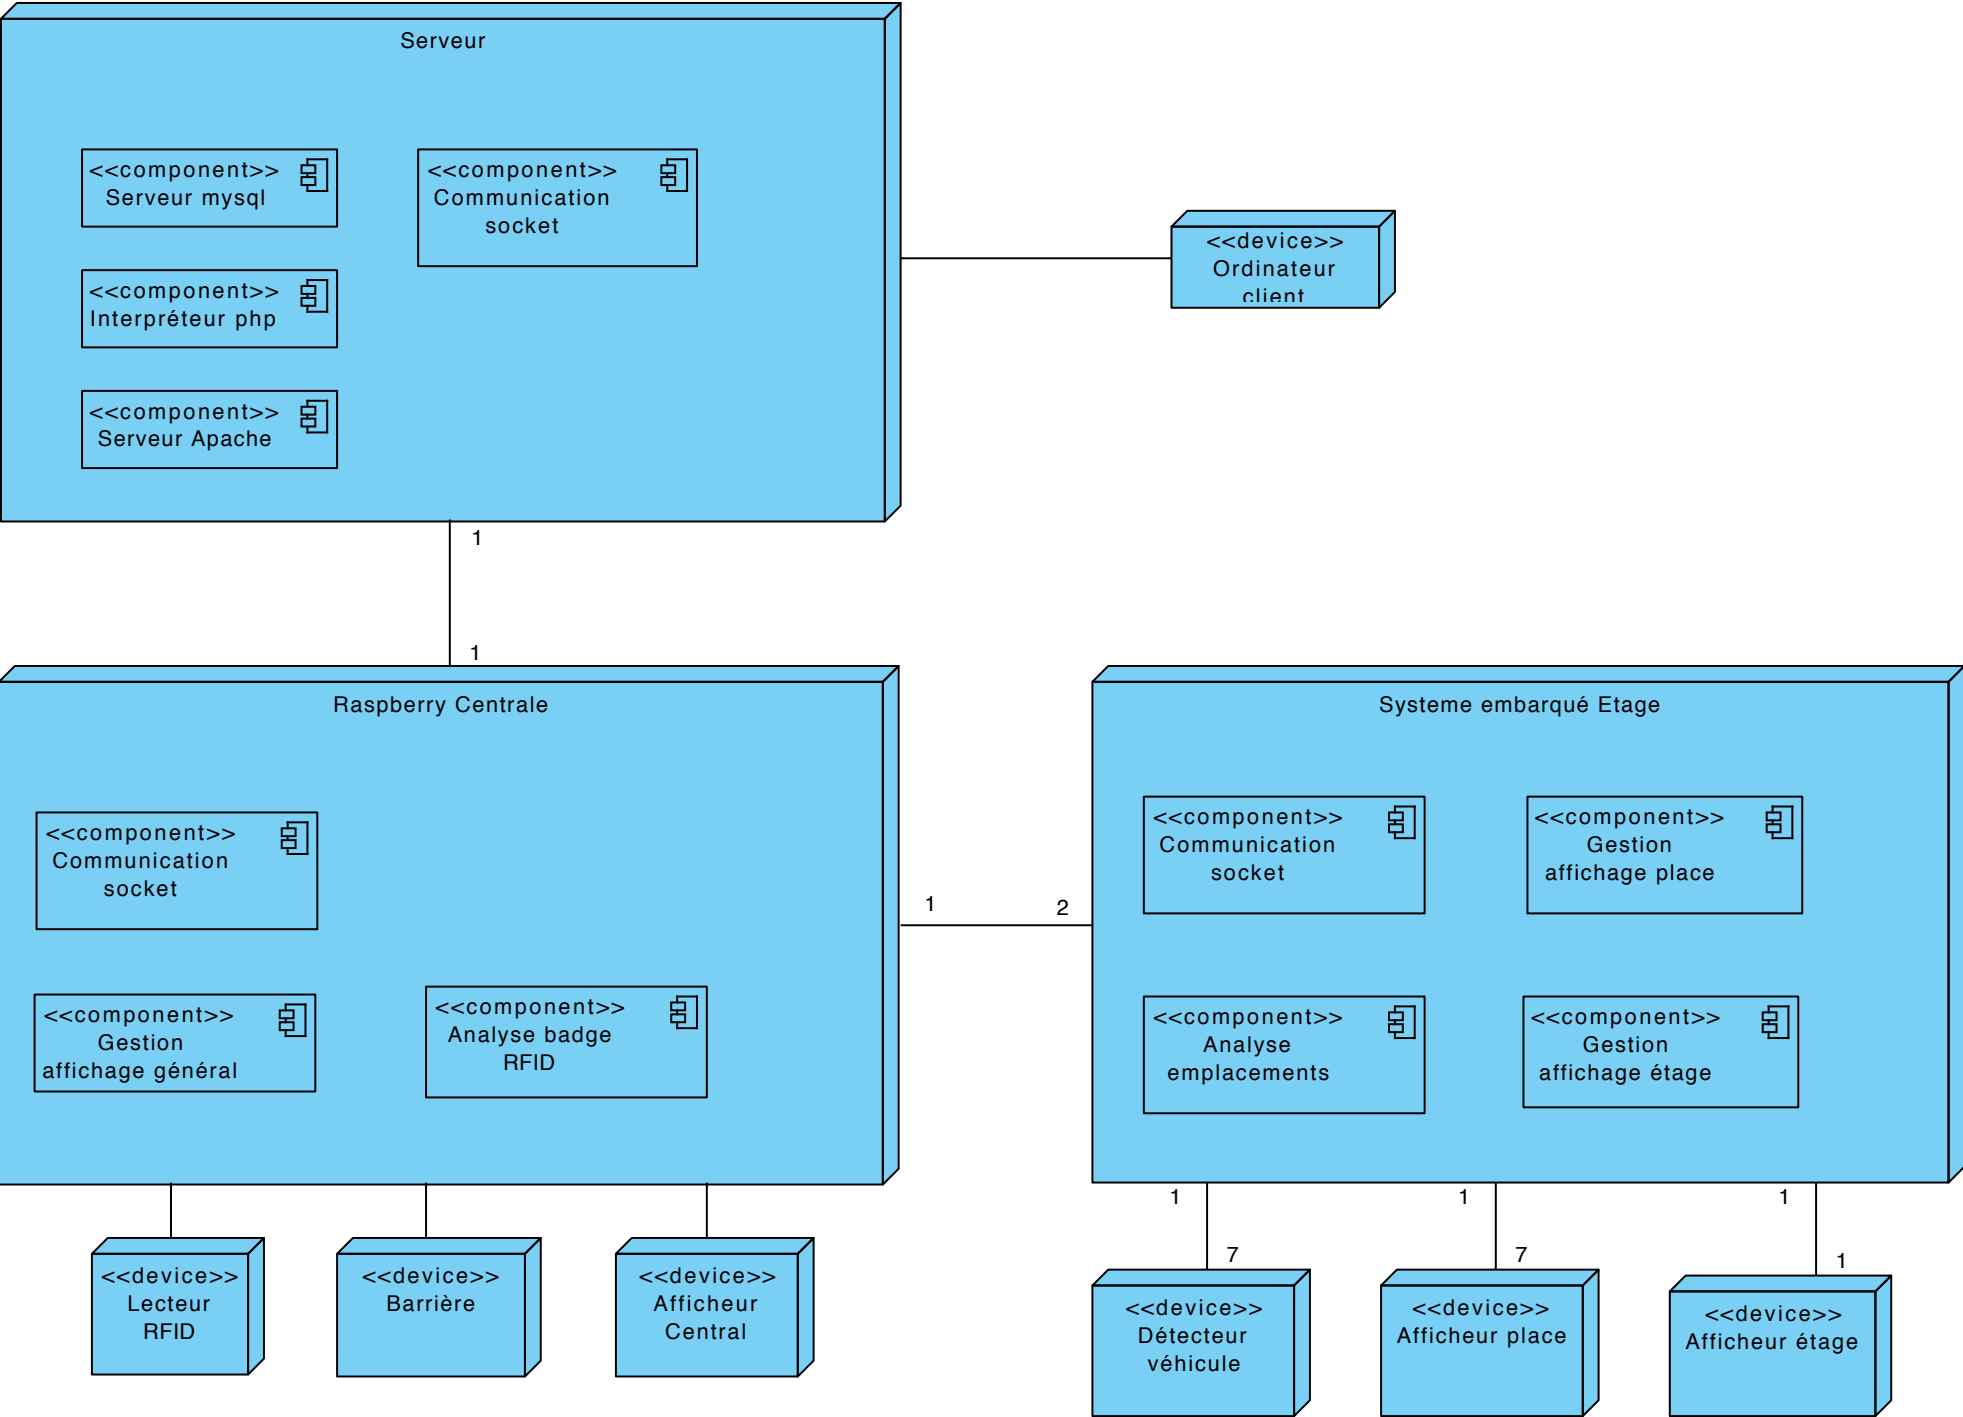 Serveur
<<component>>
Serveur mysql
<<component>>
Communication
socket
<<component>>
Interpréteur php
<<component>>
Serveur Apache
<<device>>
Ordinateur
client
1
1
Raspberry Centrale
<<component>>
Communication
socket
<<component>>
Gestion
affichage général
<<component>>
Analyse badge
RFID
1
2
Systeme embarqué Etage
<<component>>
Communication
socket
<<component>>
Gestion
affichage place
<<component>>
Analyse
emplacements
<<component>>
Gestion
affichage étage
<<device>>
Lecteur
RFID
<<device>>
Barrière
<<device>>
Afficheur
Central
1
7
<<device>>
Détecteur
véhicule
1
7
<<device>>
Afficheur place
1
1
<<device>>
Afficheur étage